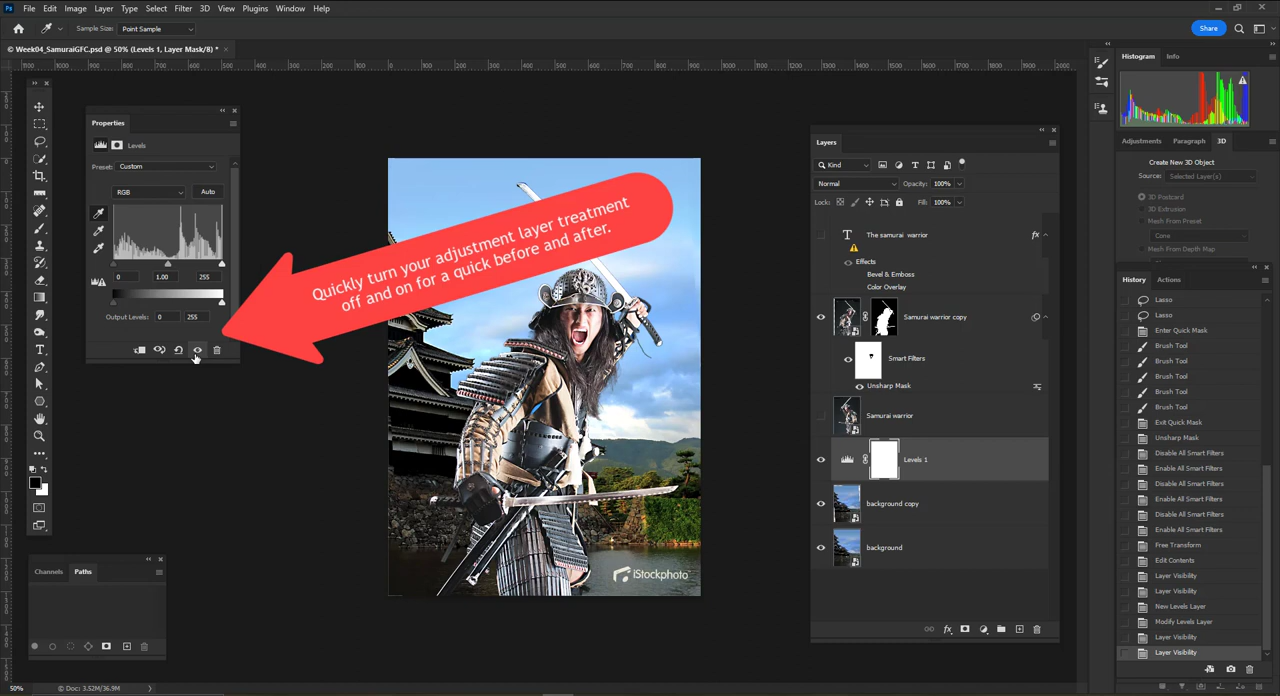 Ps File Edit Image Layer Type Select Filter 3D View Plugins Window Help
Sample Size: Point Sample
Share
© Week04_SamuraiGFC.psd @ 50% (Levels 1, Layer Mask/8) *
Properties
Levels
Preset: Custom
RGB
Auto
0 1.00 255
Output Levels: 0 255
Channels Paths
Quickly turn your adjustment layer treatment
off and on for a quick before and after.
iStockphoto
Layers
Kind
Normal
Opacity: 100%
Lock:
Fill: 100%
T The samurai warrior fx
Effects
Bevel & Emboss
Color Overlay
Samurai warrior copy
Smart Filters
Unsharp Mask
Samurai warrior
Levels 1
background copy
background
fx
Histogram Info
Adjustments Paragraph 3D
Create New 3D Object
Source: Selected Layer(s)
3D Postcard
3D Extrusion
Mesh From Preset
Cone
Mesh From Depth Map
History Actions
Lasso
Lasso
Enter Quick Mask
Brush Tool
Brush Tool
Brush Tool
Brush Tool
Brush Tool
Exit Quick Mask
Unsharp Mask
Disable All Smart Filters
Enable All Smart Filters
Disable All Smart Filters
Enable All Smart Filters
Disable All Smart Filters
Enable All Smart Filters
Free Transform
Edit Contents
Layer Visibility
Layer Visibility
New Levels Layer
Modify Levels Layer
Layer Visibility
Layer Visibility
50% © Doc: 3.52M/36.9M